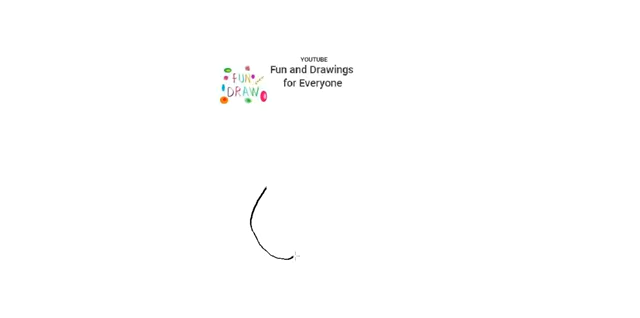 YOUTUBE
Fun and Drawings
for Everyone
FUN
DRAW